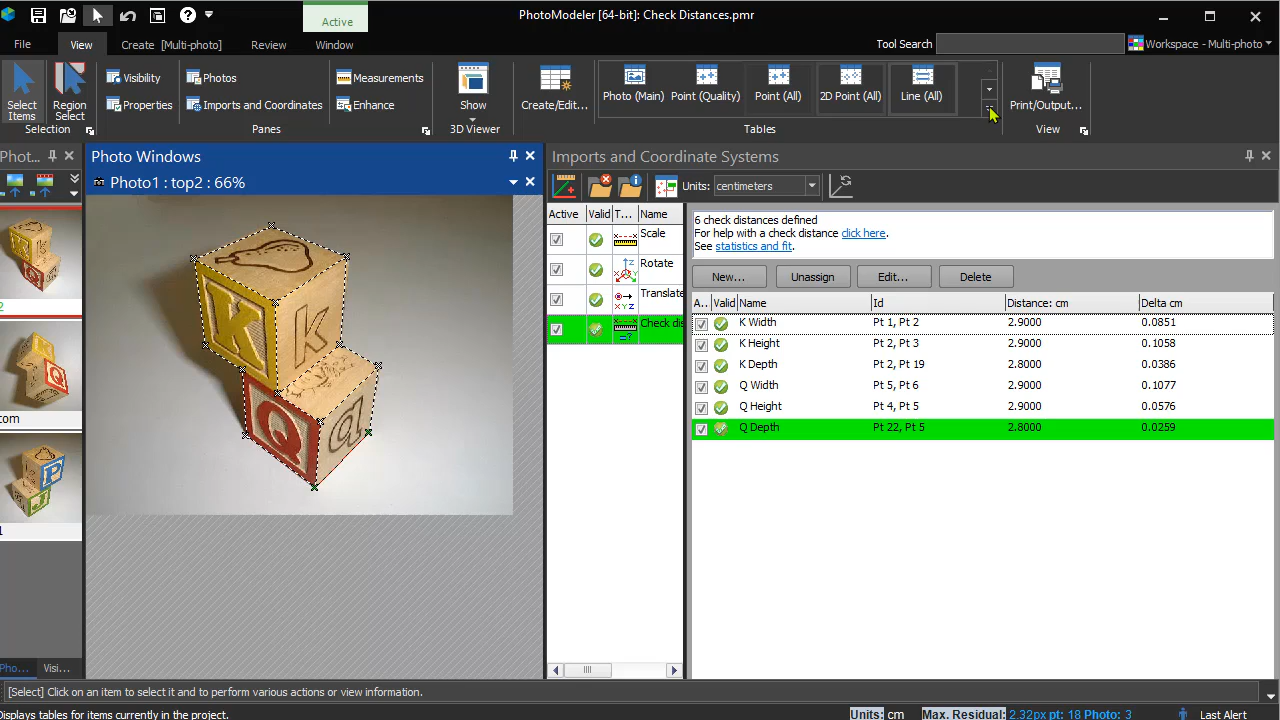 Active
PhotoModeler [64-bit]: Check Distances.pmr
File
View
Create [Multi-photo]
Review
Window
Tool Search
Workspace - Multi-photo
Select Items
Region Select
Selection
Visibility
Properties
Photos
Imports and Coordinates
Panes
Measurements
Enhance
Show
3D Viewer
Create/Edit...
Photo (Main)
Point (Quality)
Point (All)
2D Point (All)
Line (All)
Tables
Print/Output...
View
Phot...
Photo Windows
Photo1 : top2 : 66%
Imports and Coordinate Systems
Units: centimeters
Active Valid T... Name
Scale
Rotate
Translate
Check dis
6 check distances defined
For help with a check distance click here.
See statistics and fit.
New...
Unassign
Edit...
Delete
A.. Valid Name Id Distance: cm Delta cm
K Width Pt 1, Pt 2 2.9000 0.0851
K Height Pt 2, Pt 3 2.9000 0.1058
K Depth Pt 2, Pt 19 2.8000 0.0386
Q Width Pt 5, Pt 6 2.9000 0.1077
Q Height Pt 4, Pt 5 2.9000 0.0576
Q Depth Pt 22, Pt 5 2.8000 0.0259
K
k
Q
a
Q
P
J
2
om
1
Pho...
Visi...
[Select] Click on an item to select it and to perform various actions or view information.
Displays tables for items currently in the project.
Units: cm
Max. Residual: 2.32px pt: 18 Photo: 3
Last Alert